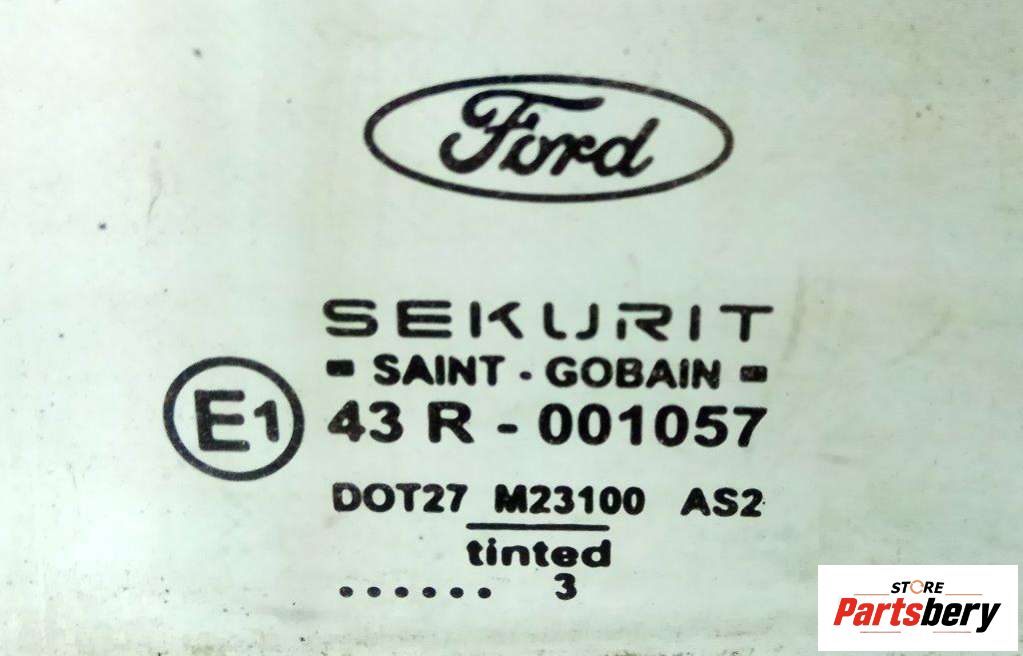 Ford
SEKURIT
- SAINT - GOBAIN -
E1
43 R - 001057
DOT27 M23100 AS2
tinted
...... 3
STORE
Partsbery